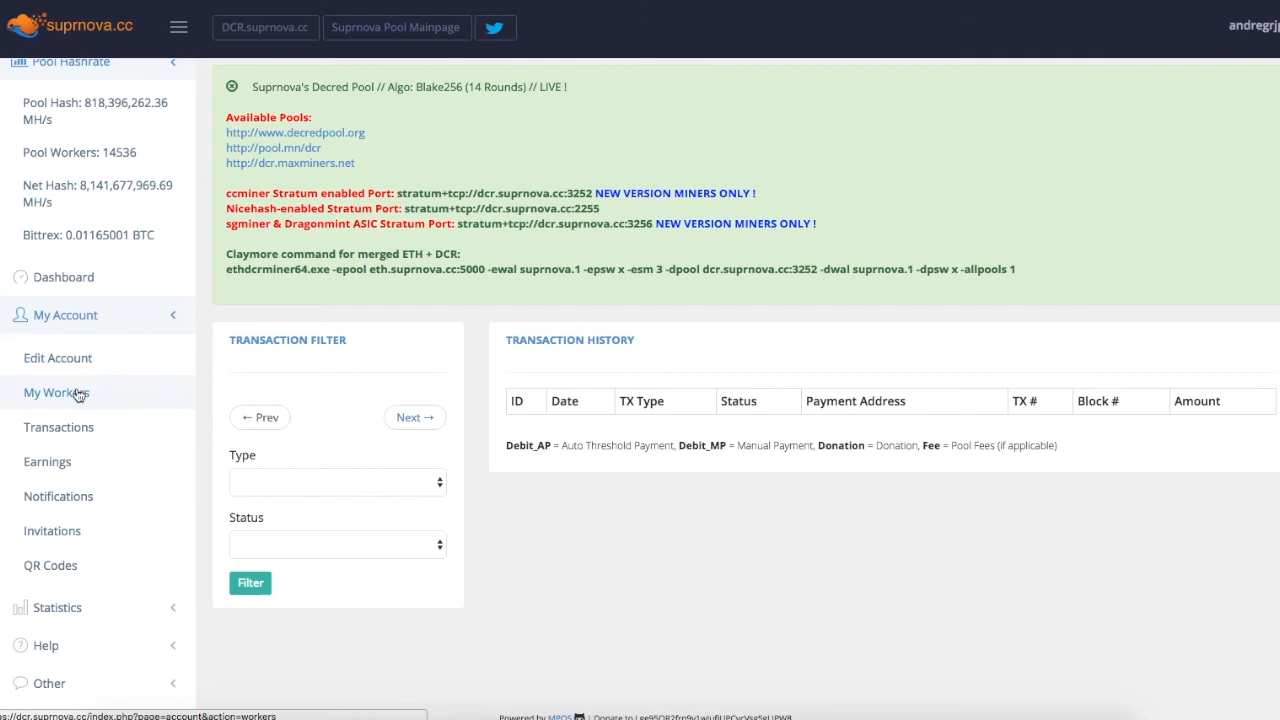 suprnova.cc
DCR.suprnova.cc
Suprnova Pool Mainpage
Pool Hashrate
Pool Hash: 818,396,262.36
MH/s
Pool Workers: 14536
Net Hash: 8,141,677,969.69
MH/s
Bittrex: 0.01165001 BTC
Dashboard
My Account
Edit Account
My Workers
Transactions
Earnings
Notifications
Invitations
QR Codes
Statistics
Help
Other
Suprnova's Decred Pool // Algo: Blake256 (14 Rounds) // LIVE !
Available Pools:
http://www.decredpool.org
http://pool.mn/dcr
http://dcr.maxminers.net
ccminer Stratum enabled Port: stratum+tcp://dcr.suprnova.cc:3252 NEW VERSION MINERS ONLY !
Nicehash-enabled Stratum Port: stratum+tcp://dcr.suprnova.cc:2255
sgminer & Dragonmint ASIC Stratum Port: stratum+tcp://dcr.suprnova.cc:3256 NEW VERSION MINERS ONLY !
Claymore command for merged ETH + DCR:
ethdcrminer64.exe -epool eth.suprnova.cc:5000 -ewal suprnova.1 -epsw x -esm 3 -dpool dcr.suprnova.cc:3252 -dwal suprnova.1 -dpsw x -allpools 1
TRANSACTION FILTER
← Prev
Next →
Type
Status
Filter
TRANSACTION HISTORY
ID Date TX Type Status Payment Address TX # Block # Amount
Debit_AP = Auto Threshold Payment, Debit_MP = Manual Payment, Donation = Donation, Fee = Pool Fees (if applicable)
ps://dcr.suprnova.cc/index.php?page=account&action=workers
Powered by MPOS | Donate to